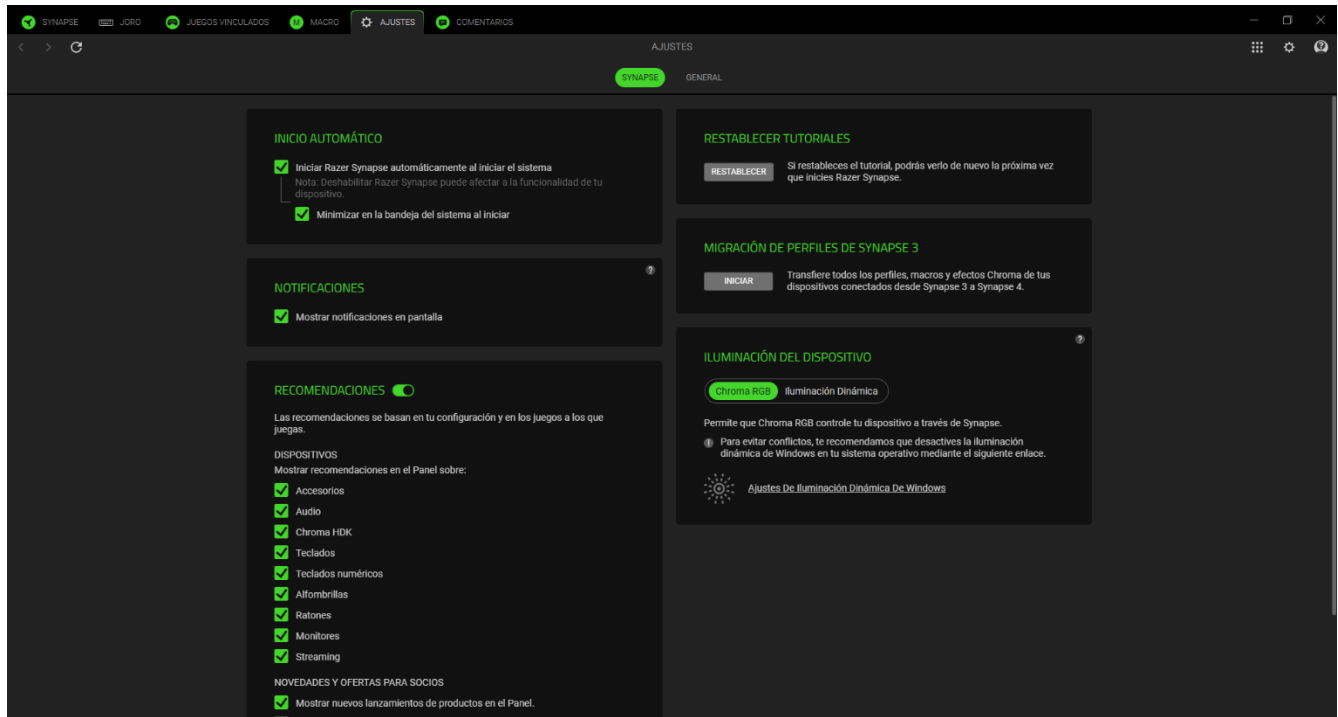 SYNAPSE
JORO
JUEGOS VINCULADOS
M
MACRO
AJUSTES
COMENTARIOS
AJUSTES
SYNAPSE
GENERAL
INICIO AUTOMÁTICO
Iniciar Razer Synapse automáticamente al iniciar el sistema
Nota: Deshabilitar Razer Synapse puede afectar a la funcionalidad de tu
dispositivo.
Minimizar en la bandeja del sistema al iniciar
?
NOTIFICACIONES
Mostrar notificaciones en pantalla
RECOMENDACIONES
Las recomendaciones se basan en tu configuración y en los juegos a los que
juegas.
DISPOSITIVOS
Mostrar recomendaciones en el Panel sobre:
Accesorios
Audio
Chroma HDK
Teclados
Teclados numéricos
Alfombrillas
Ratones
Monitores
Streaming
NOVEDADES Y OFERTAS PARA SOCIOS
Mostrar nuevos lanzamientos de productos en el Panel.
RESTABLECER TUTORIALES
RESTABLECER
Si restableces el tutorial, podrás verlo de nuevo la próxima vez
que inicies Razer Synapse.
MIGRACIÓN DE PERFILES DE SYNAPSE 3
INICIAR
Transfiere todos los perfiles, macros y efectos Chroma de tus
dispositivos conectados desde Synapse 3 a Synapse 4.
?
ILUMINACIÓN DEL DISPOSITIVO
Chroma RGB
Iluminación Dinámica
Permite que Chroma RGB controle tu dispositivo a través de Synapse.
Para evitar conflictos, te recomendamos que desactives la iluminación
dinámica de Windows en tu sistema operativo mediante el siguiente enlace.
Ajustes De Iluminación Dinámica De Windows